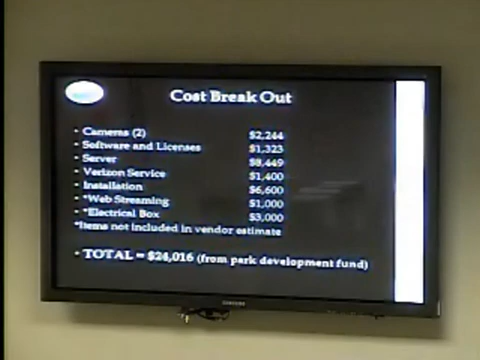 Cost Break Out
• Cameras (2) $2,244
• Software and Licenses $1,323
• Server $8,449
• Verizon Service $1,400
• Installation $6,600
• *Web Streaming $1,000
• *Electrical Box $3,000
*Items not included in vendor estimate
• TOTAL = $24,016 (from park development fund)
SAMSUNG